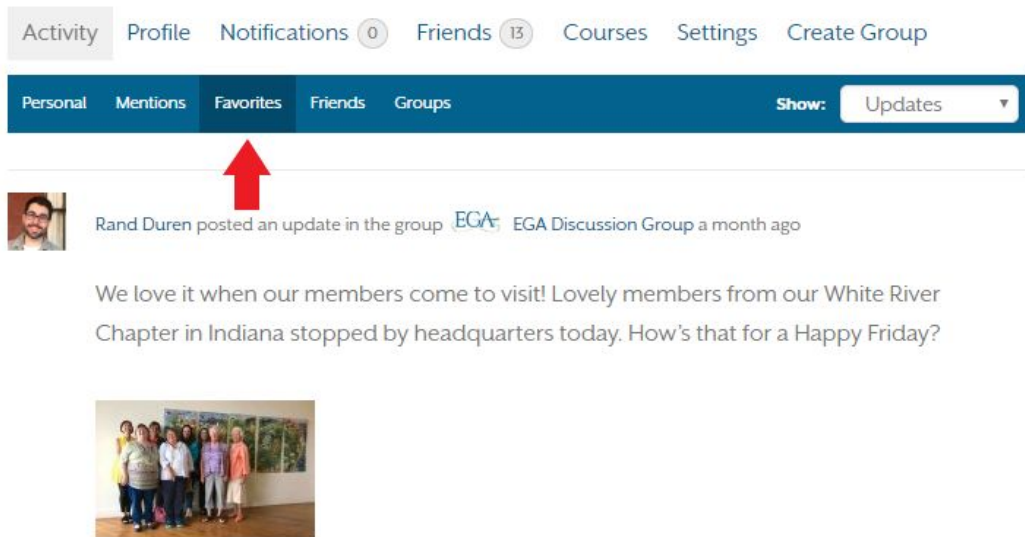 Activity Profile Notifications 0 Friends 13 Courses Settings Create Group
Personal Mentions Favorites Friends Groups Show: Updates
Rand Duren posted an update in the group EGA EGA Discussion Group a month ago
We love it when our members come to visit! Lovely members from our White River
Chapter in Indiana stopped by headquarters today. How's that for a Happy Friday?